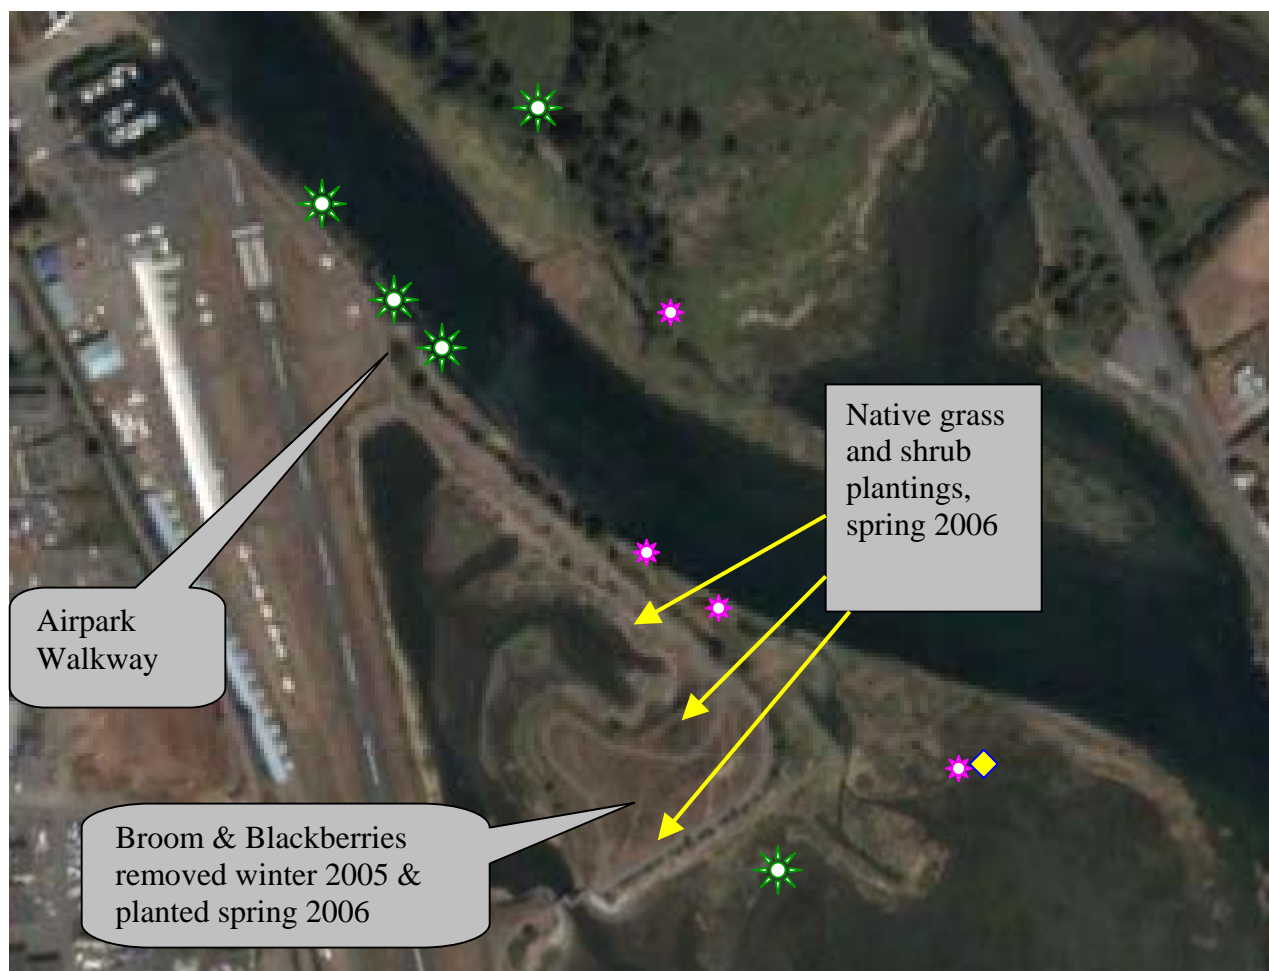 Native grass
and shrub
plantings,
spring 2006
Airpark
Walkway
Broom & Blackberries
removed winter 2005 &
planted spring 2006